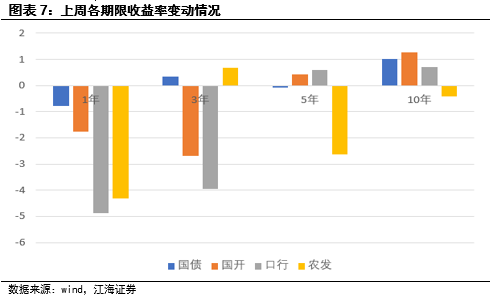 图表 7：上周各期限收益率变动情况
2
1
0
-1
-2
-3
-4
-5
-6
1年
3年
5年
10年
国债 国开 口行 农发
数据来源：wind，江海证券